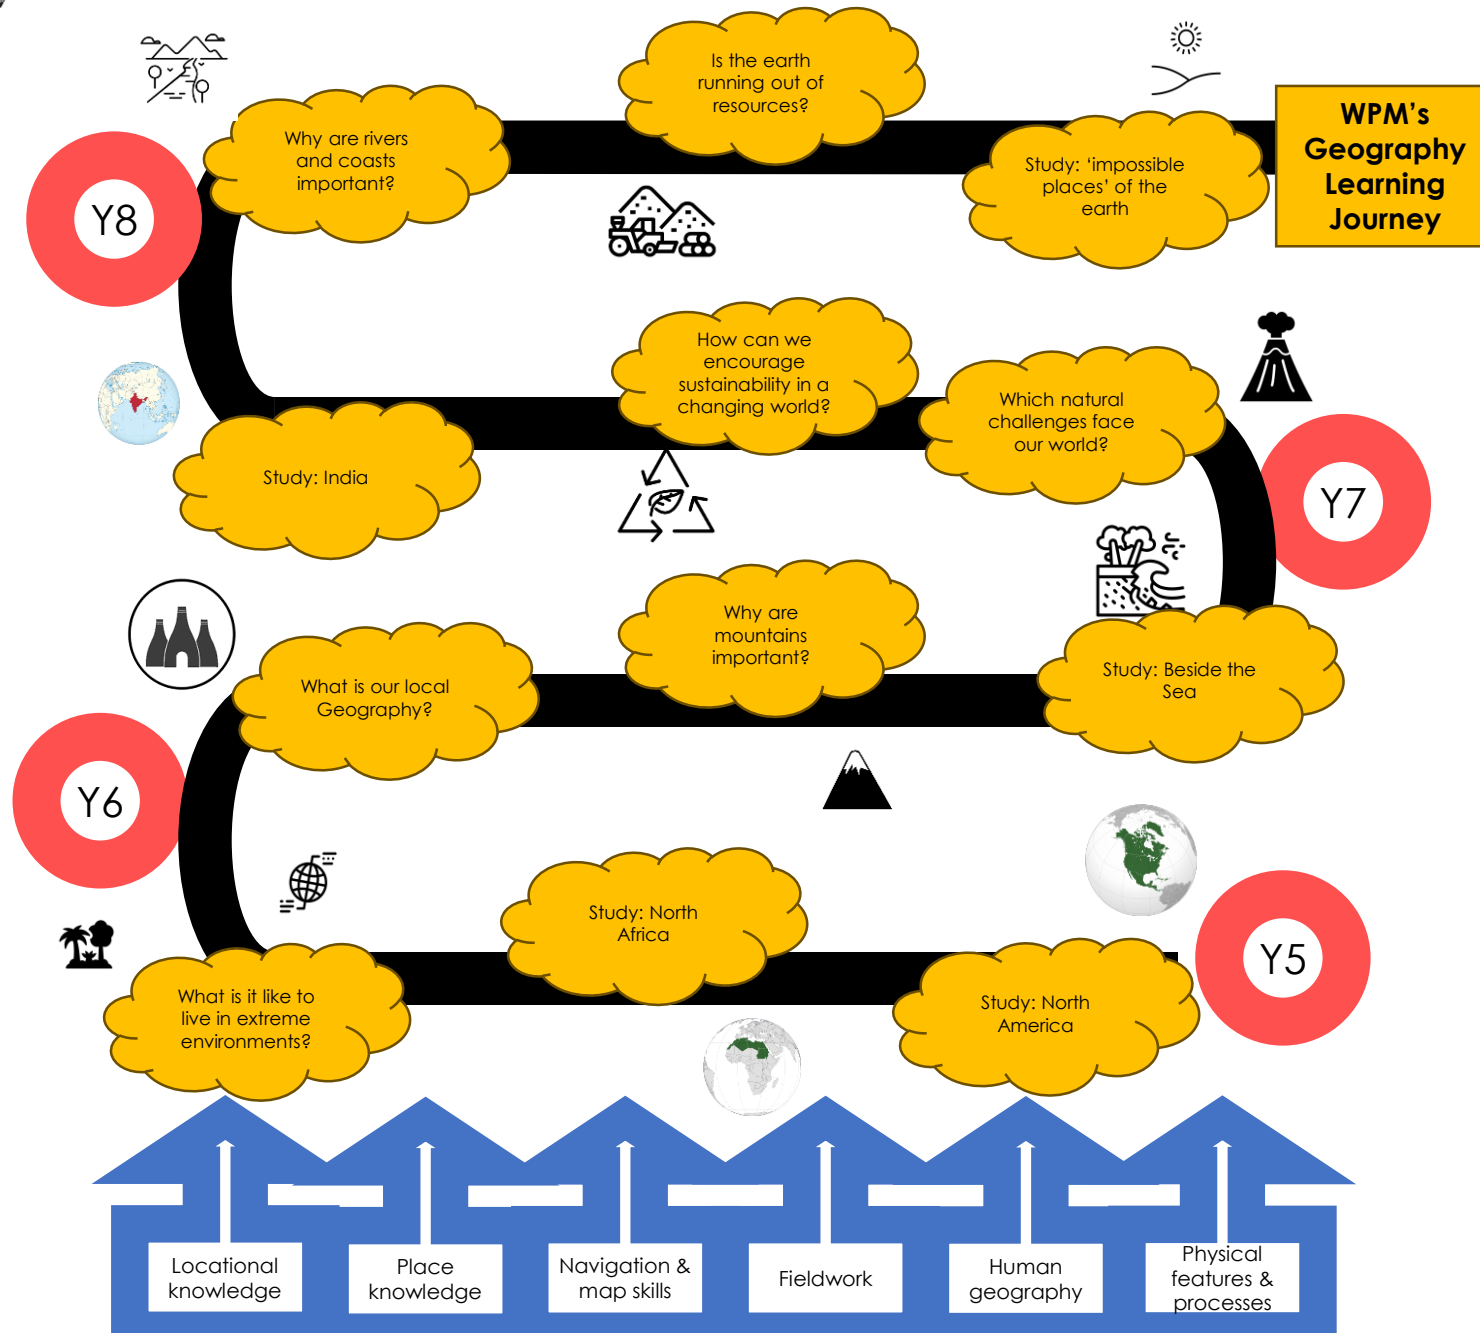 Is the earth
running out of
resources?
WPM's
Geography
Learning
Journey
Why are rivers
and coasts
important?
Study: ‘impossible
places’ of the
earth
Y8
How can we
encourage
sustainability in a
changing world?
Which natural
challenges face
our world?
Study: India
Y7
Why are
mountains
important?
What is our local
Geography?
Study: Beside the
Sea
Y6
Study: North
Africa
Y5
What is it like to
live in extreme
environments?
Study: North
America
Locational
knowledge
Place
knowledge
Navigation &
map skills
Fieldwork
Human
geography
Physical
features &
processes